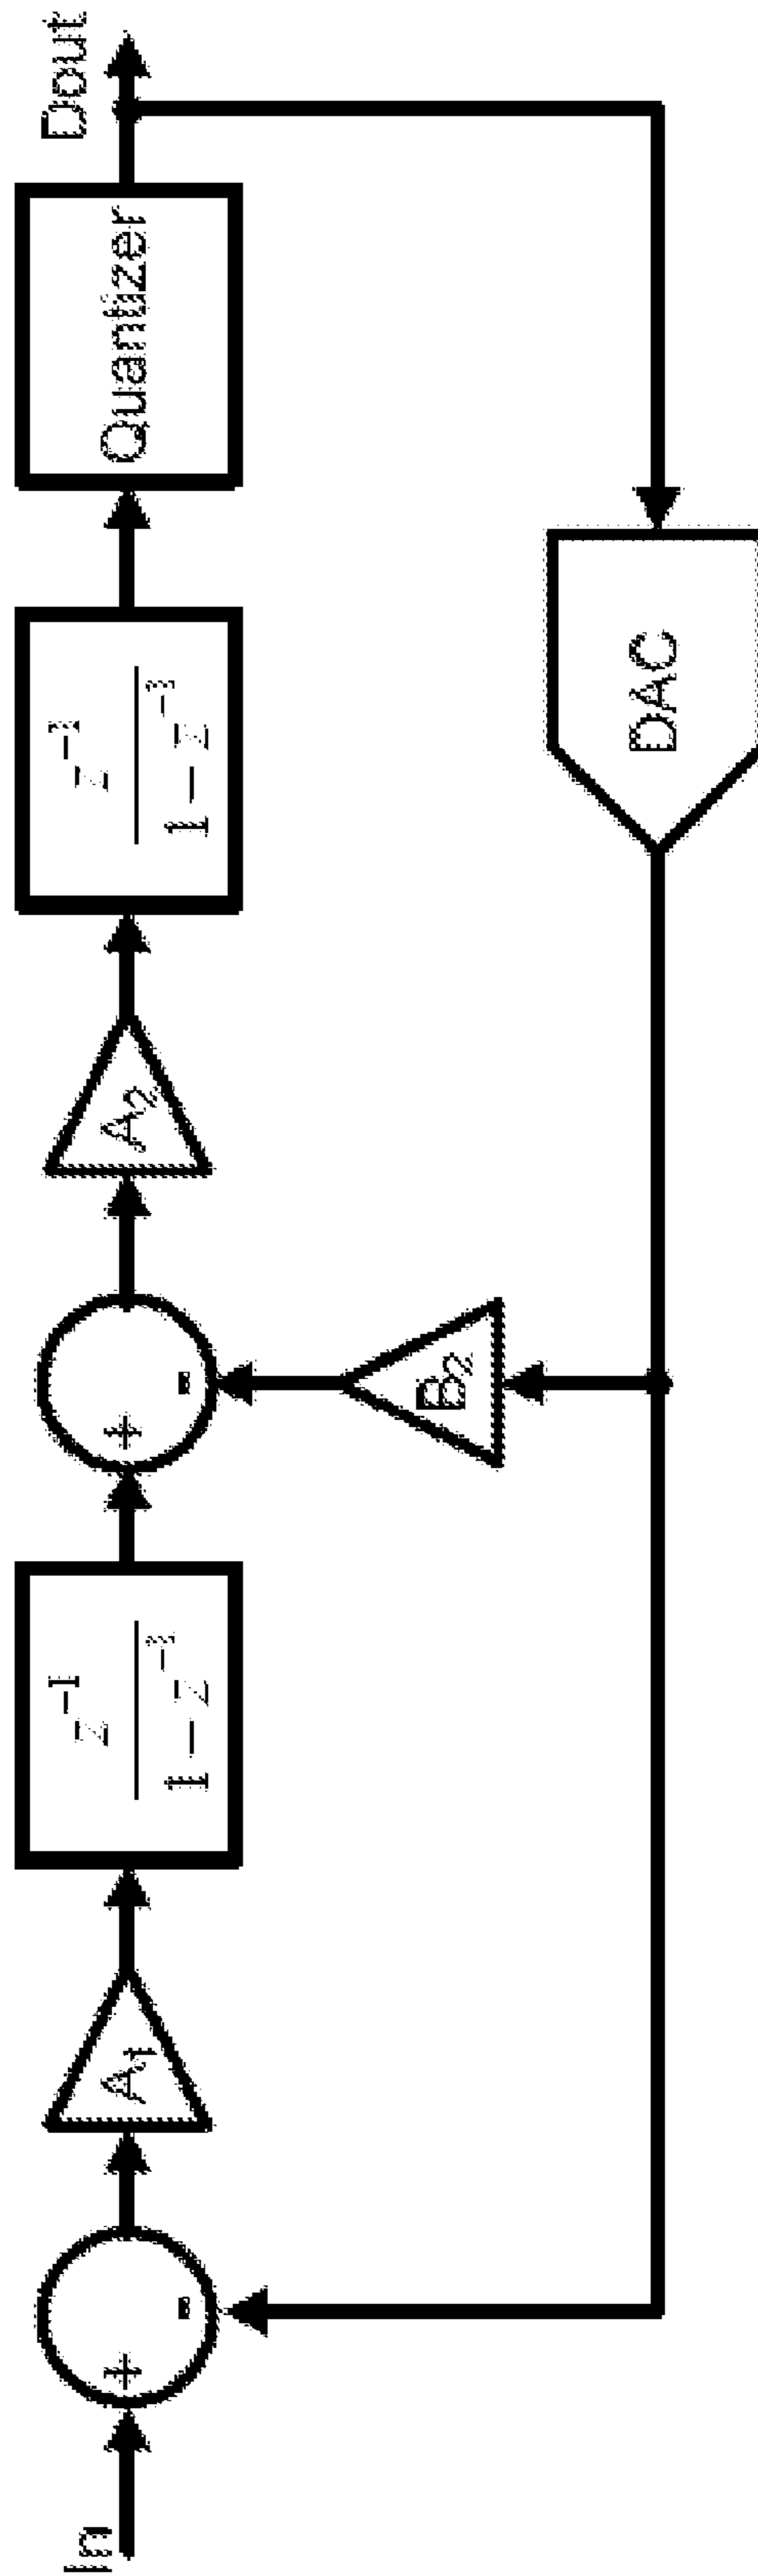 In
+
-
A₁
z⁻¹
1 − z⁻¹
+
-
A₂
z⁻¹
1 − z⁻¹
Quantizer
Dout
B₂
DAC